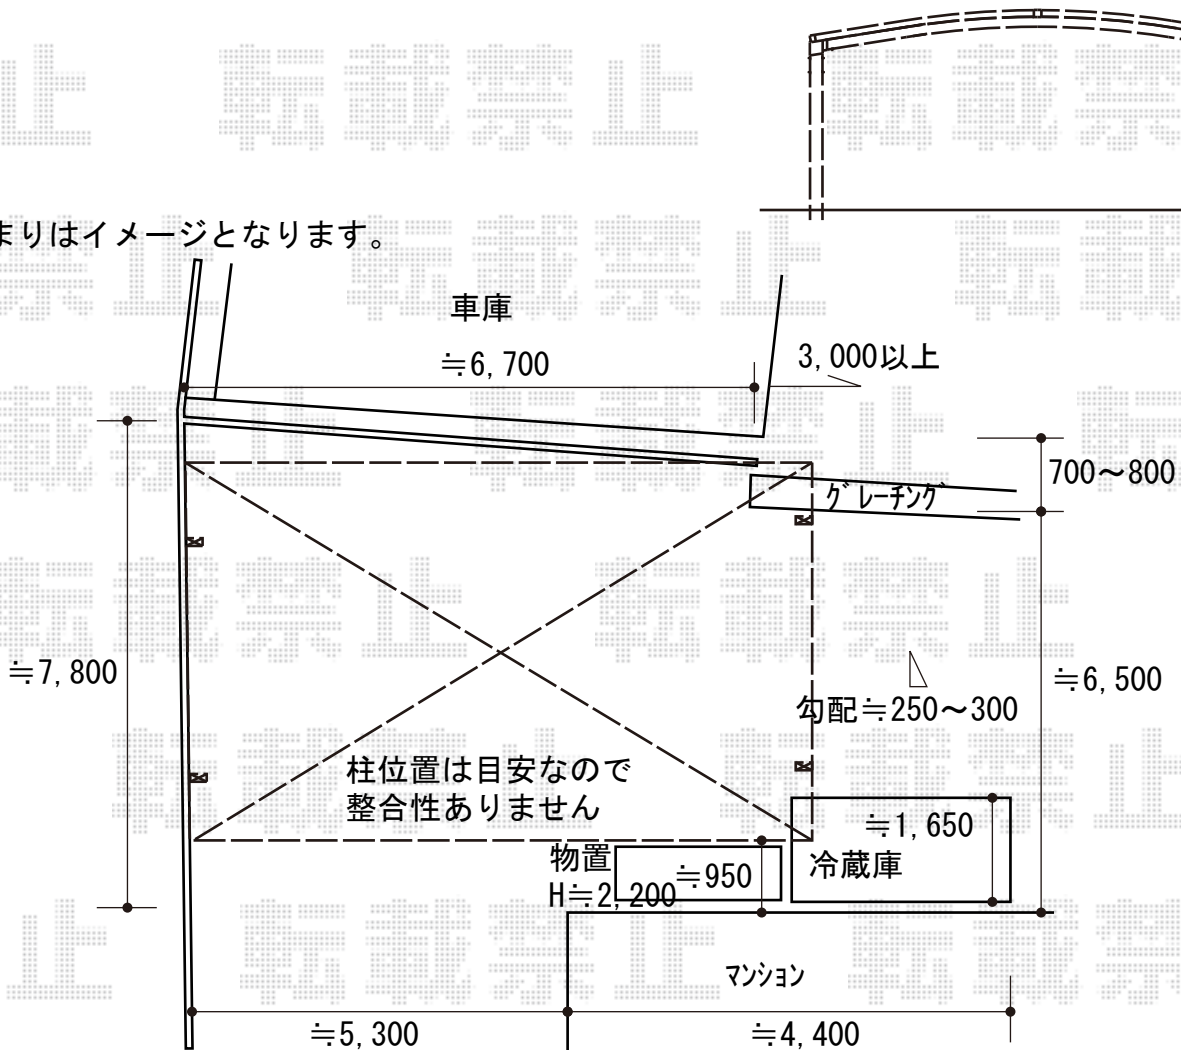 まりはイメージとなります。
車庫
≒6,700
3,000以上
700～800
グレーチング
≒7,800
≒6,500
勾配≒250～300
柱位置は目安なので
整合性ありません
≒1,650
物置
≒950
冷蔵庫
H≒2,200
マンション
≒5,300
≒4,400
転載禁止